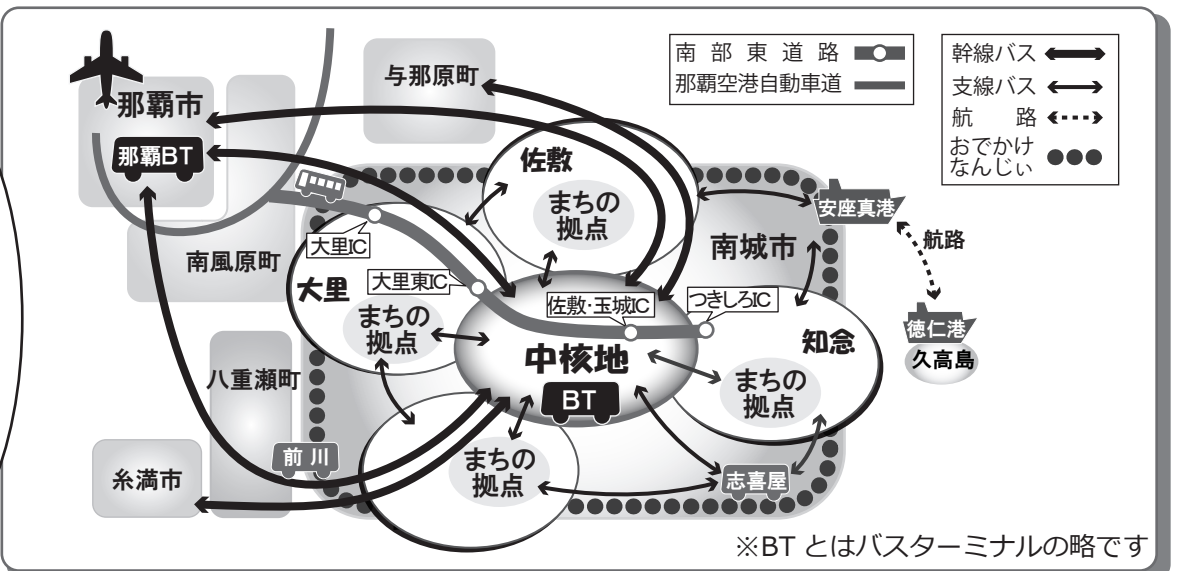 南部東道路
那覇空港自動車道
幹線バス
支線バス
航路
おでかけ
なんじぃ
与那原町
那覇市
那覇BT
佐敷
まちの
拠点
安座真港
航路
南城市
大里IC
南風原町
大里東IC
大里
佐敷・玉城IC
つきしろIC
徳仁港
久高島
まちの
拠点
知念
中核地
BT
八重瀬町
まちの
拠点
前川
まちの
拠点
志喜屋
糸満市
※BT とはバスターミナルの略です